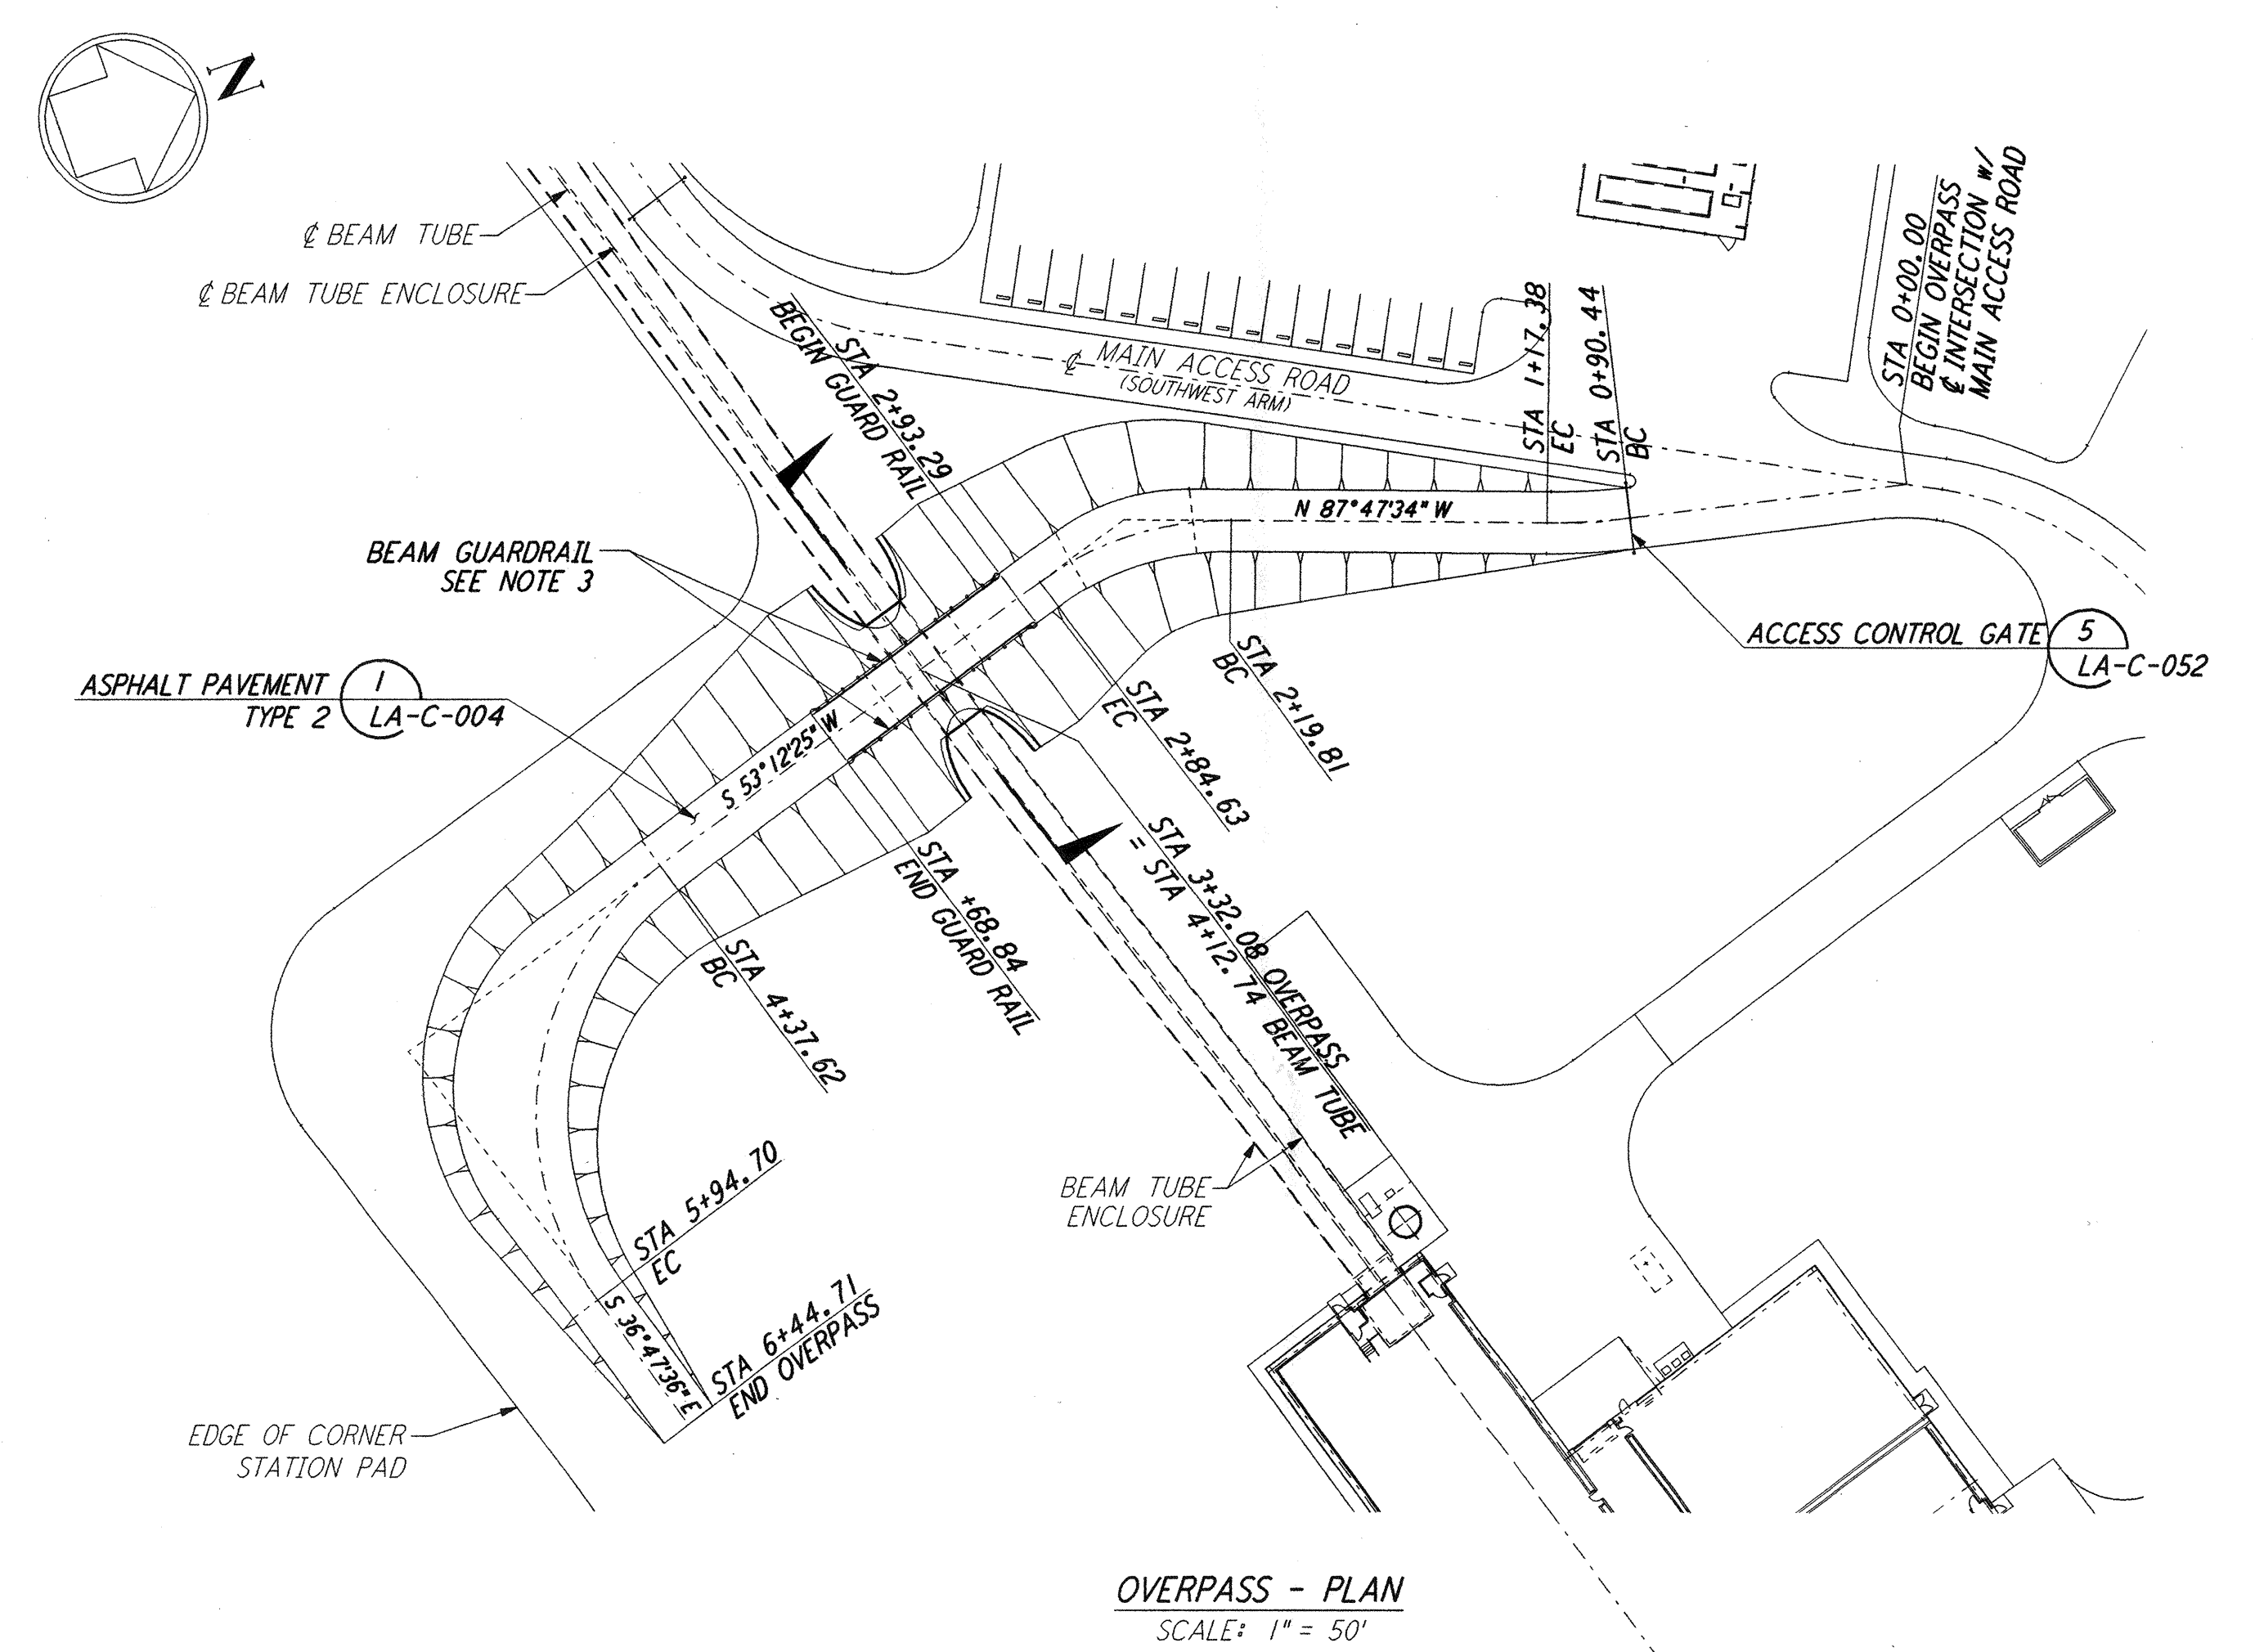 N
℄ BEAM TUBE
℄ BEAM TUBE ENCLOSURE
STA 2+93.29
BEGIN GUARD RAIL
℄ MAIN ACCESS ROAD
(SOUTHWEST ARM)
STA 1+17.38
EC
STA 0+90.44
BC
STA 0+00.00
BEGIN OVERPASS
℄ INTERSECTION w/
MAIN ACCESS ROAD
N 87°47'34" W
BEAM GUARDRAIL
SEE NOTE 3
ACCESS CONTROL GATE
5
LA-C-052
ASPHALT PAVEMENT
TYPE 2
1
LA-C-004
S 53°12'25" W
STA 2+19.81
BC
STA 2+84.63
EC
STA 3+32.08 OVERPASS
= STA 4+12.74 BEAM TUBE
STA +68.84
END GUARD RAIL
STA 4+37.62
BC
STA 5+94.70
EC
S 36°47'36" E
STA 6+44.71
END OVERPASS
BEAM TUBE
ENCLOSURE
EDGE OF CORNER
STATION PAD
OVERPASS - PLAN
SCALE: 1" = 50'